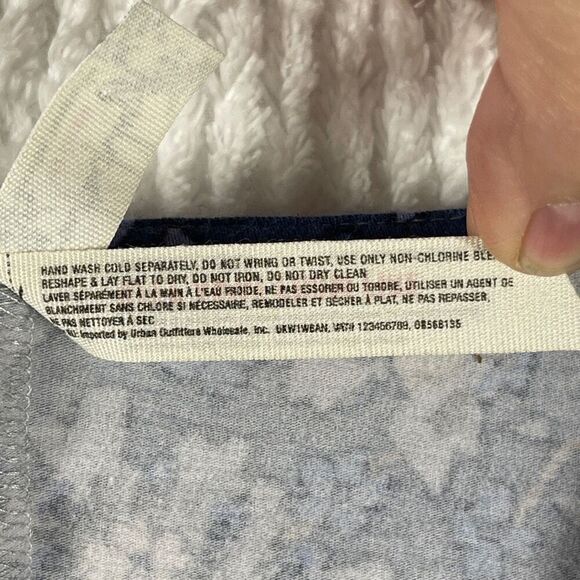 HAND WASH COLD SEPARATELY, DO NOT WRING OR TWIST, USE ONLY NON-CHLORINE
RESHAPE & LAY FLAT TO DRY, DO NOT IRON, DO NOT DRY CLEAN
LAVER SÉPARÉMENT À LA MAIN À L'EAU FROIDE, NE PAS ESSORER OU TORDRE, UTILISER UN AGENT DE
BLANCHIMENT SANS CHLORE SI NÉCESSAIRE, REMODELER ET SÉCHER À PLAT, NE PAS REPASSER,
NE PAS NETTOYER À SEC
Imported by Urban Outfitters Wholesale, Inc.